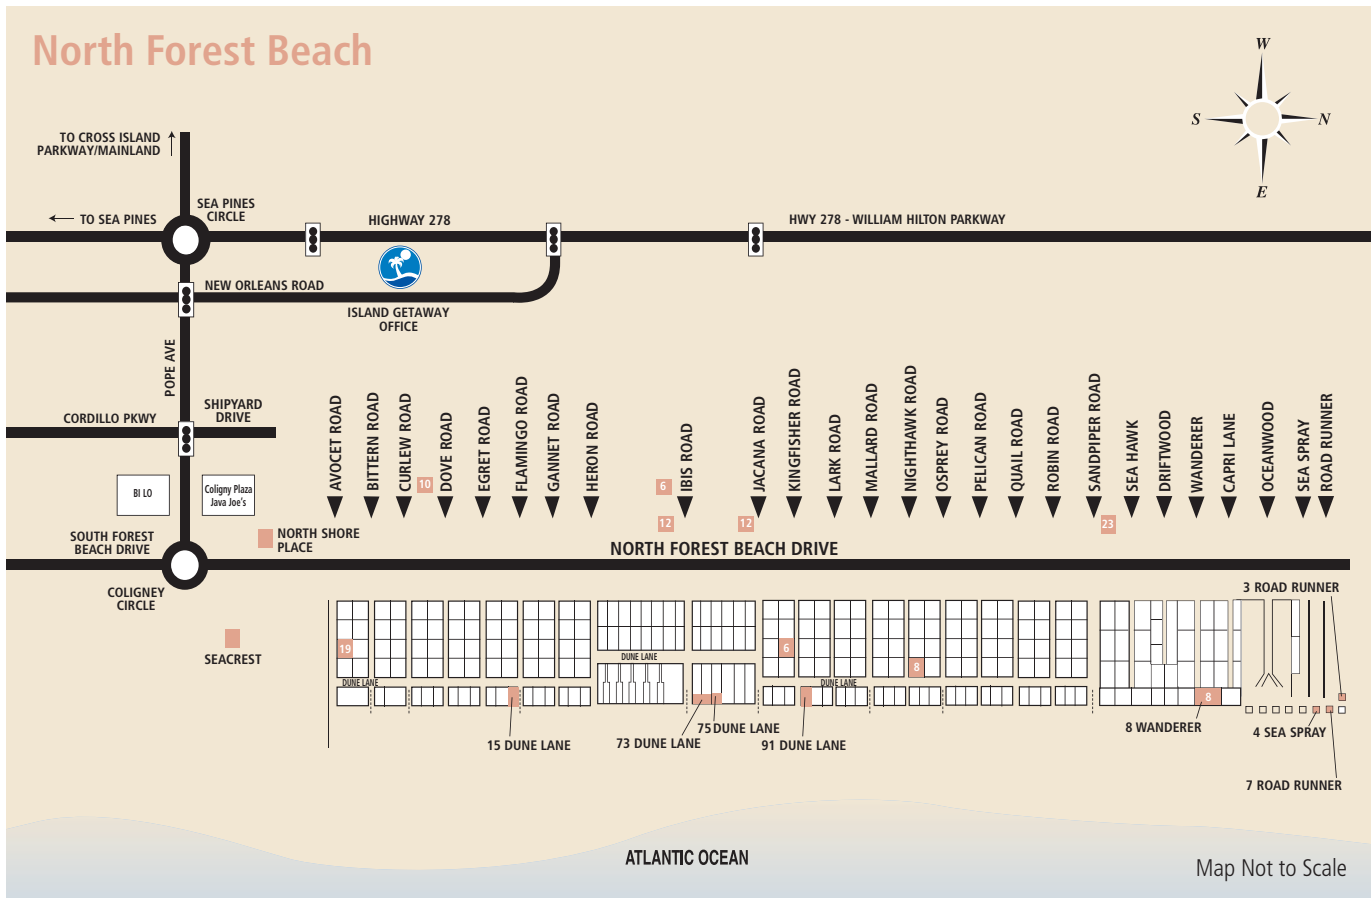 North Forest Beach
W
S
N
E
TO CROSS ISLAND
PARKWAY/MAINLAND
SEA PINES
CIRCLE
TO SEA PINES
HIGHWAY 278
HWY 278 - WILLIAM HILTON PARKWAY
NEW ORLEANS ROAD
ISLAND GETAWAY
OFFICE
POPE AVE
CORDILLO PKWY
SHIPYARD
DRIVE
BI LO
Coligny Plaza
Java Joe's
AVOCET ROAD
BITTERN ROAD
CURLEW ROAD
10
DOVE ROAD
EGRET ROAD
FLAMINGO ROAD
GANNET ROAD
HERON ROAD
6
12
IBIS ROAD
12
JACANA ROAD
KINGFISHER ROAD
LARK ROAD
MALLARD ROAD
NIGHTHAWK ROAD
OSPREY ROAD
PELICAN ROAD
QUAIL ROAD
ROBIN ROAD
SANDPIPER ROAD
23
SEA HAWK
DRIFTWOOD
WANDERER
CAPRI LANE
OCEANWOOD
SEA SPRAY
ROAD RUNNER
SOUTH FOREST
BEACH DRIVE
NORTH SHORE
PLACE
NORTH FOREST BEACH DRIVE
COLIGNEY
CIRCLE
3 ROAD RUNNER
SEACREST
19
6
8
DUNE LANE
DUNE LANE
DUNE LANE
8
15 DUNE LANE
73 DUNE LANE
75 DUNE LANE
91 DUNE LANE
8 WANDERER
4 SEA SPRAY
7 ROAD RUNNER
ATLANTIC OCEAN
Map Not to Scale